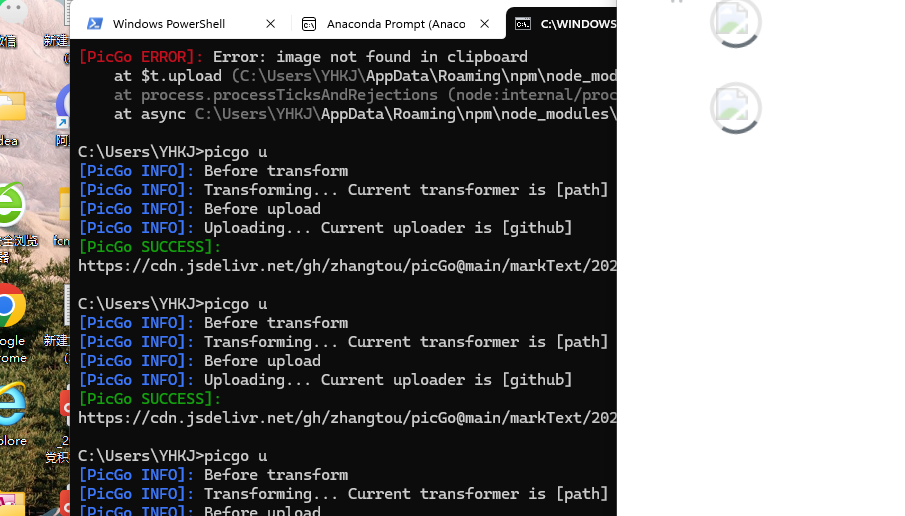 Windows PowerShell
Anaconda Prompt (Anaco
C:\WINDOWS
[PicGo ERROR]: Error: image not found in clipboard
at $t.upload (C:\Users\YHKJ\AppData\Roaming\npm\node_mod
at process.processTicksAndRejections (node:internal/proc
at async C:\Users\YHKJ\AppData\Roaming\npm\node_modules\
C:\Users\YHKJ>picgo u
[PicGo INFO]: Before transform
[PicGo INFO]: Transforming... Current transformer is [path]
[PicGo INFO]: Before upload
[PicGo INFO]: Uploading... Current uploader is [github]
[PicGo SUCCESS]:
https://cdn.jsdelivr.net/gh/zhangtou/picGo@main/markText/202
C:\Users\YHKJ>picgo u
[PicGo INFO]: Before transform
[PicGo INFO]: Transforming... Current transformer is [path]
[PicGo INFO]: Before upload
[PicGo INFO]: Uploading... Current uploader is [github]
[PicGo SUCCESS]:
https://cdn.jsdelivr.net/gh/zhangtou/picGo@main/markText/202
C:\Users\YHKJ>picgo u
[PicGo INFO]: Before transform
[PicGo INFO]: Transforming... Current transformer is [path]
[PicGo INFO]: Before upload
微信
新建
dea
阿
全浏览
器
ogle
rome
新建
plore
党积